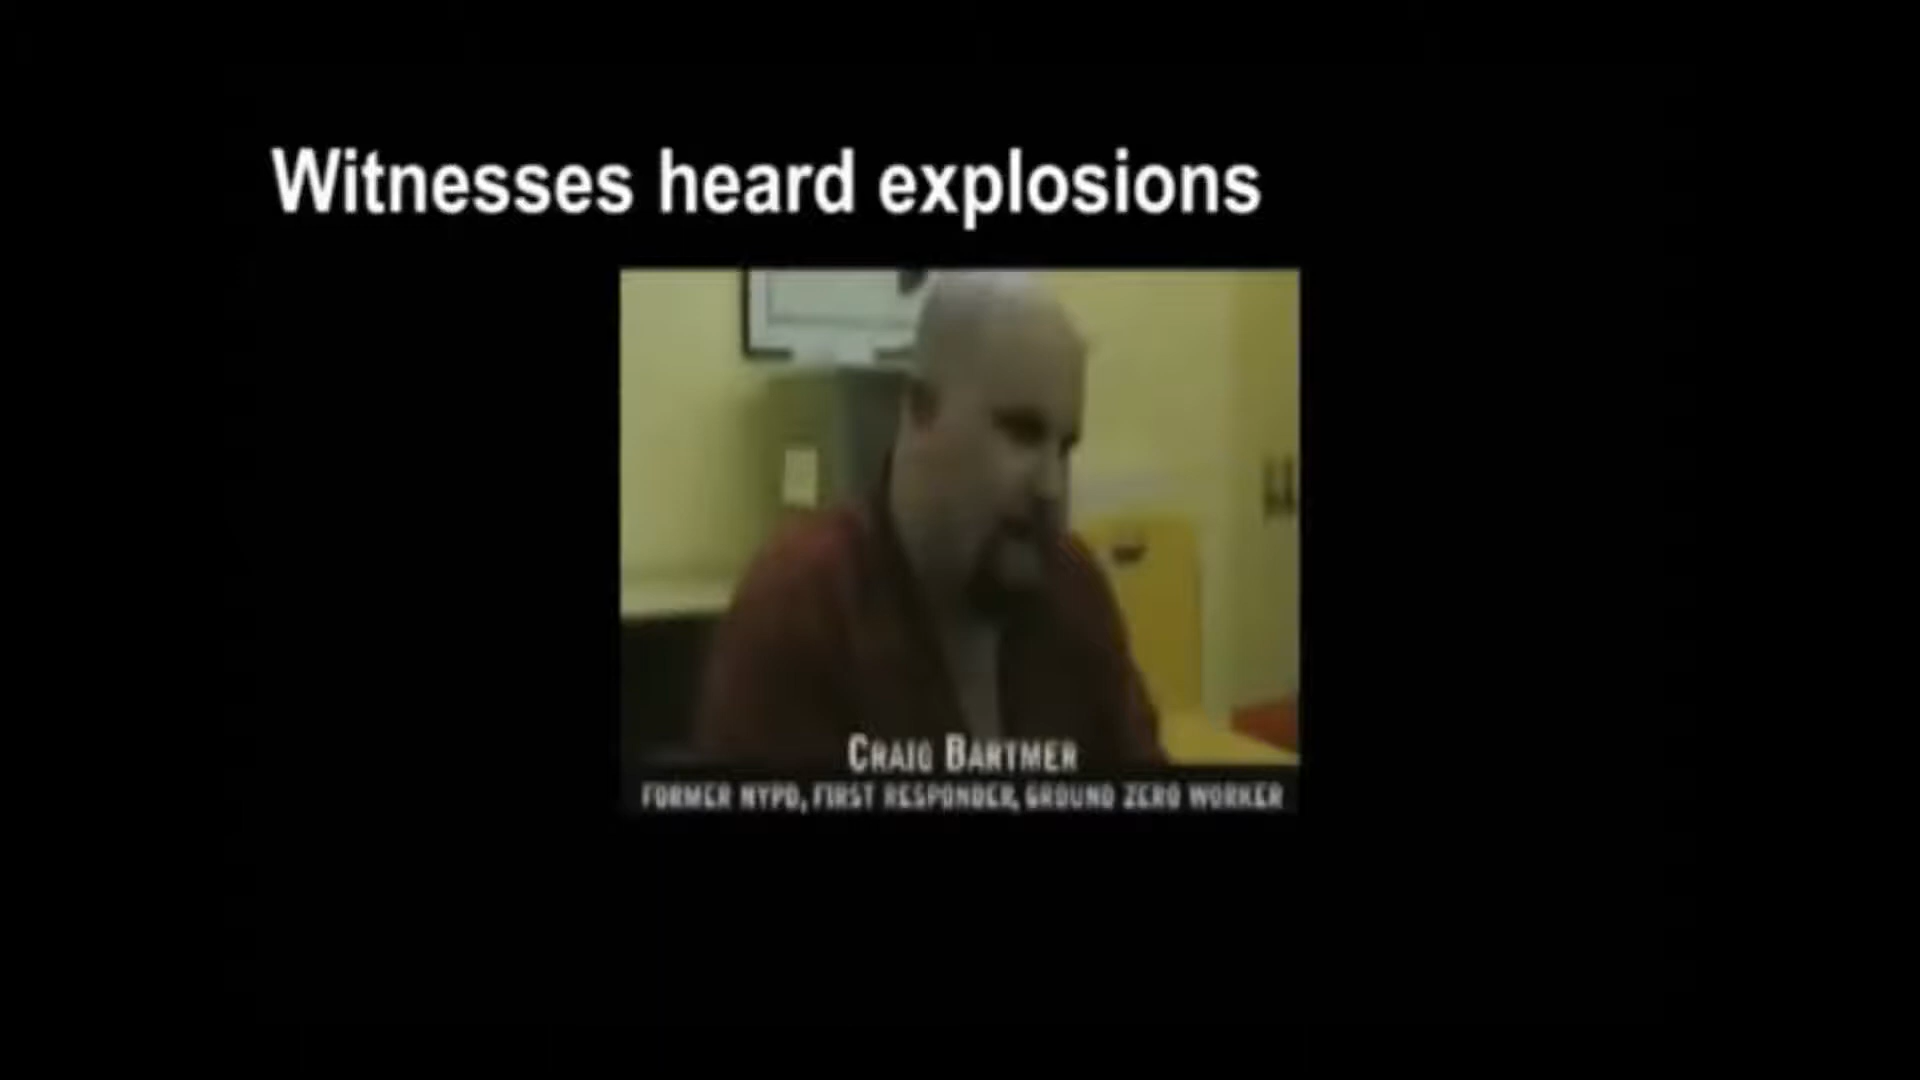 Witnesses heard explosions
CRAIG BARTMER
FORMER NYPD, FIRST RESPONDER, GROUND ZERO WORKER